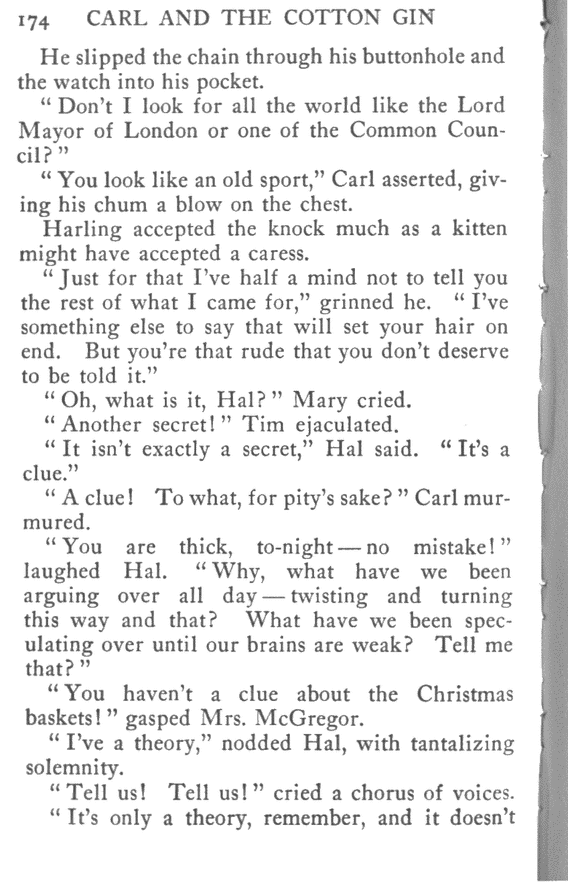 174 CARL AND THE COTTON GIN
He slipped the chain through his buttonhole and
the watch into his pocket.
“ Don’t I look for all the world like the Lord
Mayor of London or one of the Common Coun-
cil? ”
“ You look like an old sport,” Carl asserted, giv-
ing his chum a blow on the chest.
Harling accepted the knock much as a kitten
might have accepted a caress.
“ Just for that I’ve half a mind not to tell you
the rest of what I came for,” grinned he. “ I’ve
something else to say that will set your hair on
end. But you’re that rude that you don’t deserve
to be told it.”
“ Oh, what is it, Hal? ” Mary cried.
“ Another secret! ” Tim ejaculated.
“ It isn’t exactly a secret,” Hal said. “ It’s a
clue.”
“ A clue! To what, for pity’s sake? ” Carl mur-
mured.
“ You are thick, to-night — no mistake! ”
laughed Hal. “ Why, what have we been
arguing over all day — twisting and turning
this way and that? What have we been spec-
ulating over until our brains are weak? Tell me
that? ”
“ You haven’t a clue about the Christmas
baskets! ” gasped Mrs. McGregor.
“ I’ve a theory,” nodded Hal, with tantalizing
solemnity.
“ Tell us! Tell us! ” cried a chorus of voices.
“ It’s only a theory, remember, and it doesn’t